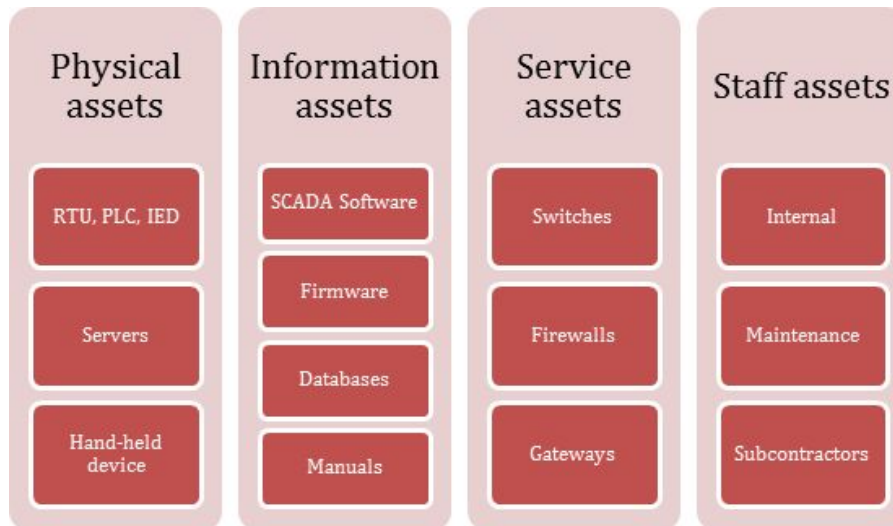 Physical
assets
RTU, PLC, IED
Servers
Hand-held
device
Information
assets
SCADA Software
Firmware
Databases
Manuals
Service
assets
Switches
Firewalls
Gateways
Staff assets
Internal
Maintenance
Subcontractors